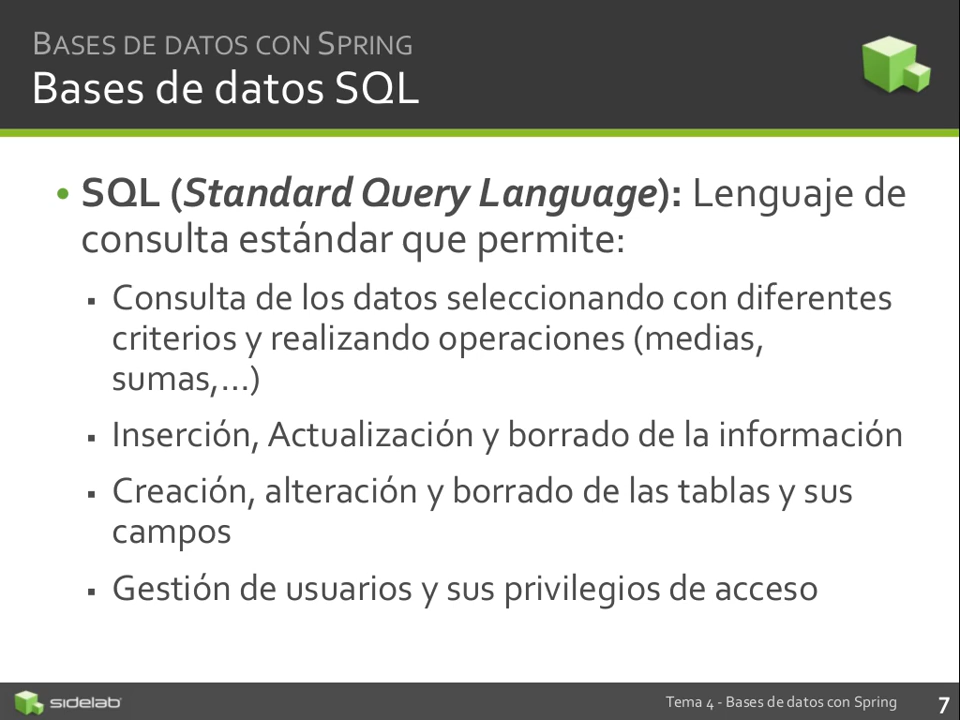 BASES DE DATOS CON SPRING
Bases de datos SQL
• SQL (Standard Query Language): Lenguaje de
consulta estándar que permite:
▪ Consulta de los datos seleccionando con diferentes
criterios y realizando operaciones (medias,
sumas,…)
▪ Inserción, Actualización y borrado de la información
▪ Creación, alteración y borrado de las tablas y sus
campos
▪ Gestión de usuarios y sus privilegios de acceso
sidelab
Tema 4 - Bases de datos con Spring
7